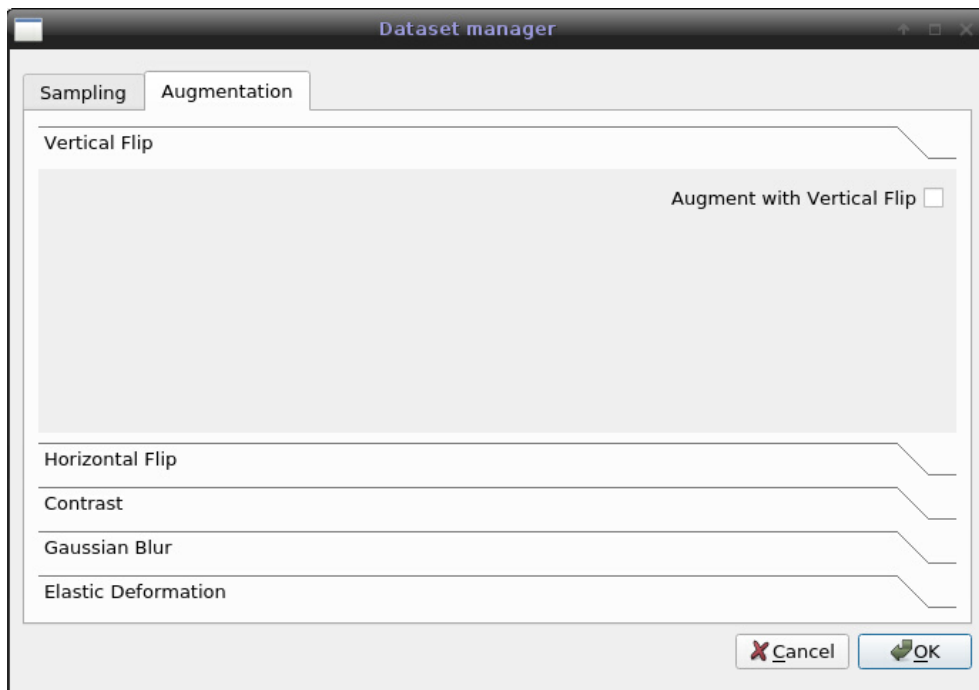 Dataset manager
Sampling
Augmentation
Vertical Flip
Augment with Vertical Flip
Horizontal Flip
Contrast
Gaussian Blur
Elastic Deformation
Cancel
OK